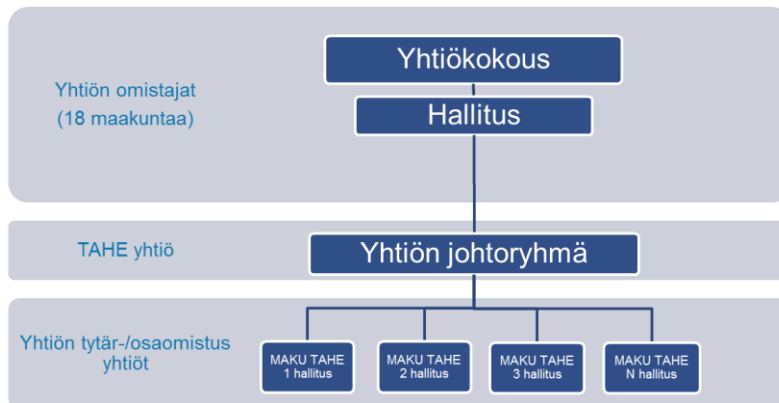 Yhtiökokous
Yhtiön omistajat
(18 maakuntaa)
Hallitus
TAHE yhtiö
Yhtiön johtoryhmä
Yhtiön tytär-/osaomistus
yhtiöt
MAKU TAHE
1 hallitus
MAKU TAHE
2 hallitus
MAKU TAHE
3 hallitus
MAKU TAHE
N hallitus